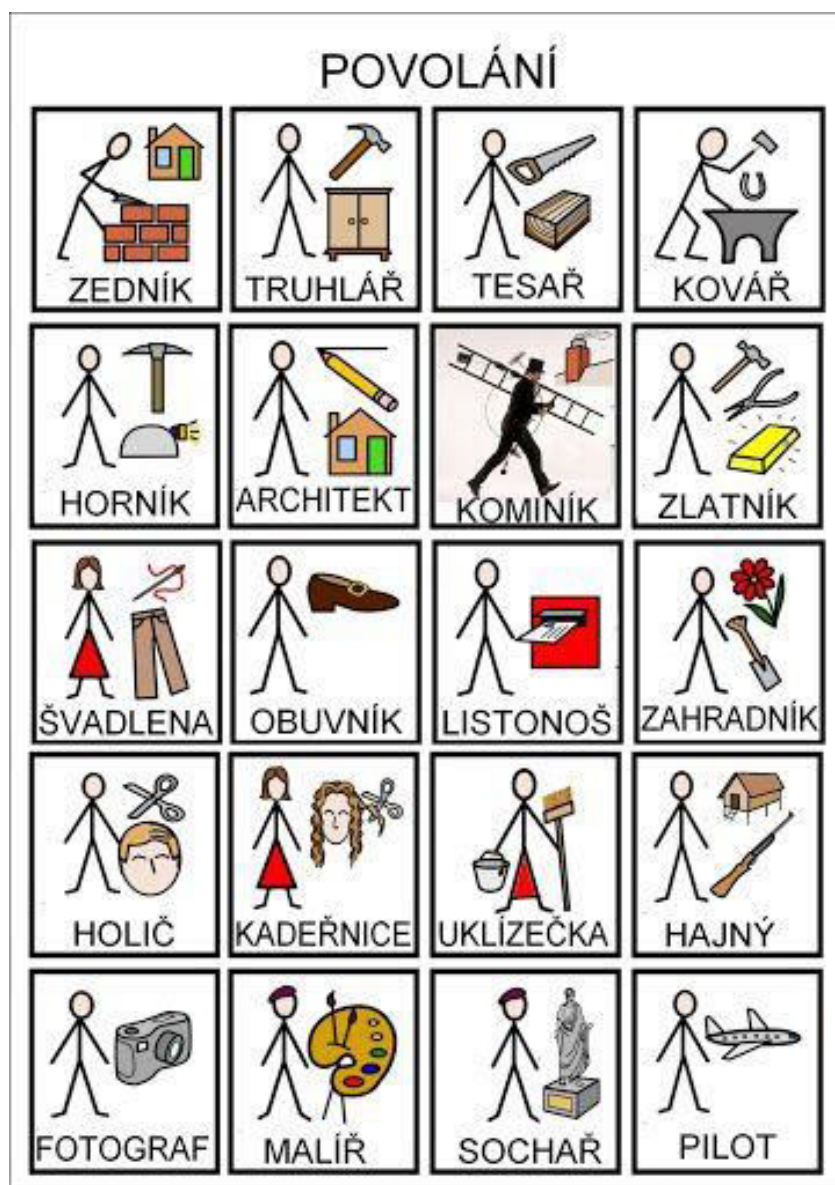 POVOLÁNÍ
ZEDNÍK
TRUHLÁŘ
TESAŘ
KOVÁŘ
HORNÍK
ARCHITEKT
KOMINÍK
ZLATNÍK
ŠVADLENA
OBUVNÍK
LISTONOŠ
ZAHRADNÍK
HOLIČ
KADEŘNICE
UKLÍZEČKA
HAJNÝ
FOTOGRAF
MALÍŘ
SOCHAŘ
PILOT